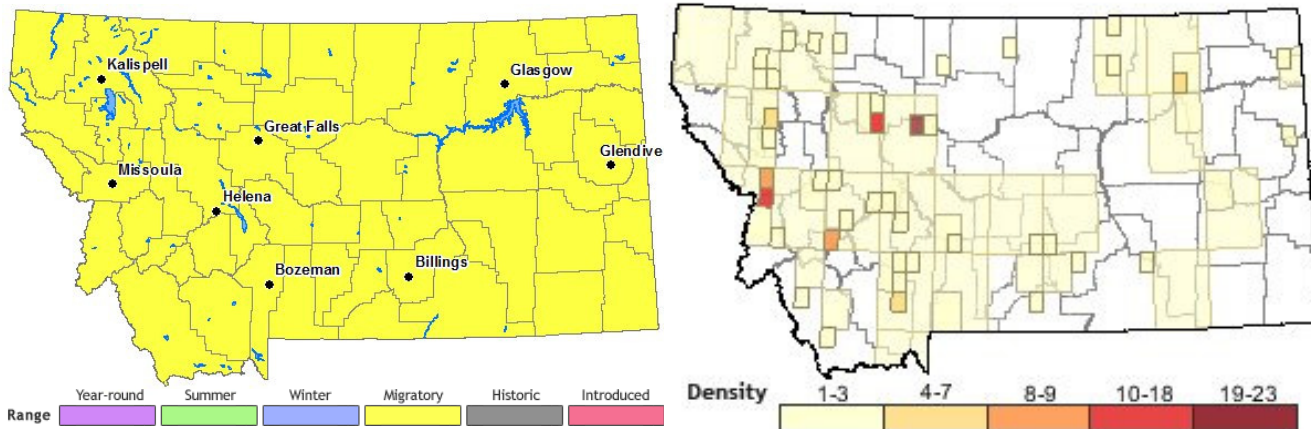 Kalispell
Glasgow
Great Falls
Glendive
Missoula
Helena
Bozeman
Billings
Range Year-round Summer Winter Migratory Historic Introduced
Density 1-3 4-7 8-9 10-18 19-23